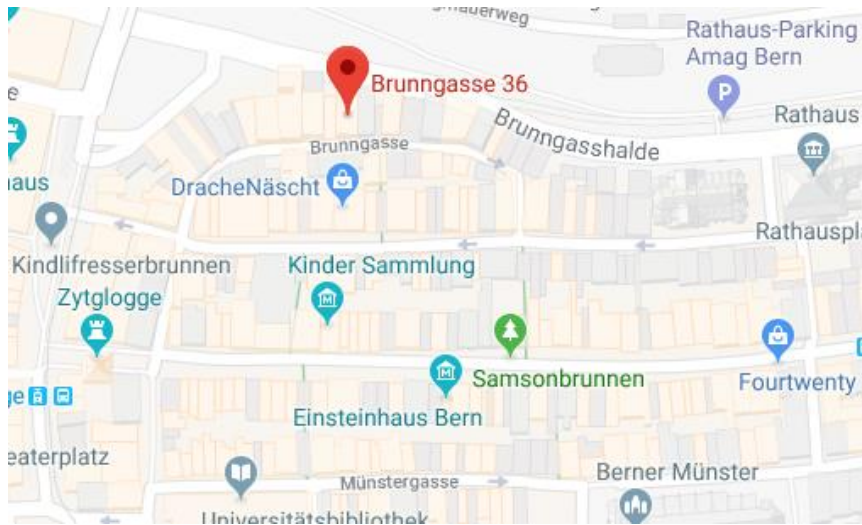 Rathaus-Parking
Amag Bern
Brunngasse 36
Rathaus
Brunngasshalde
Brunngasse
DracheNäscht
Kindlifresserbrunnen
Kinder Sammlung
Zytglogge
Samsonbrunnen
Fourtwenty
Einsteinhaus Bern
Münstergasse
Berner Münster
Universitätsbibliothek